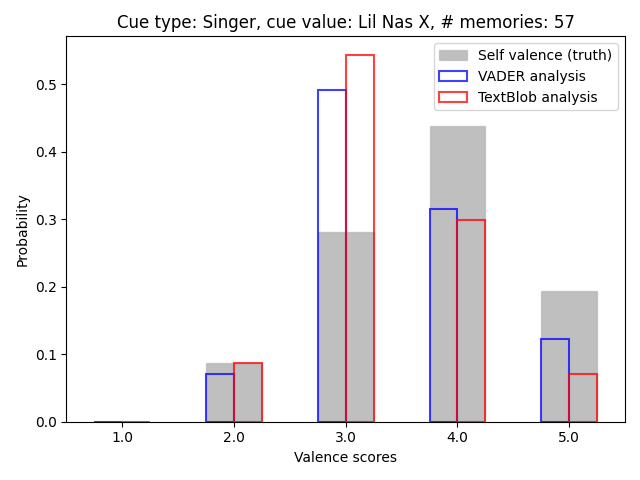 Cue type: Singer, cue value: Lil Nas X, # memories: 57
Self valence (truth)
VADER analysis
TextBlob analysis
Probability
0.5
0.4
0.3
0.2
0.1
0.0
1.0 2.0 3.0 4.0 5.0
Valence scores